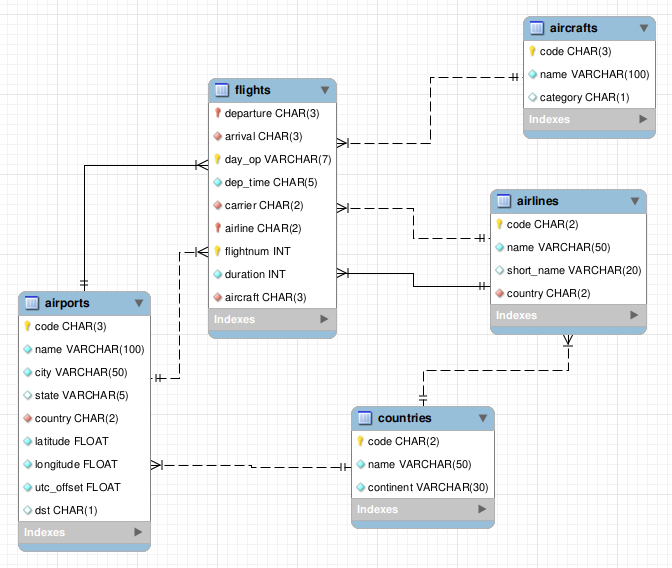 aircrafts
code CHAR(3)
name VARCHAR(100)
category CHAR(1)
Indexes
flights
departure CHAR(3)
arrival CHAR(3)
day_op VARCHAR(7)
dep_time CHAR(5)
carrier CHAR(2)
airline CHAR(2)
flightnum INT
duration INT
aircraft CHAR(3)
Indexes
airlines
code CHAR(2)
name VARCHAR(50)
short_name VARCHAR(20)
country CHAR(2)
Indexes
airports
code CHAR(3)
name VARCHAR(100)
city VARCHAR(50)
state VARCHAR(5)
country CHAR(2)
latitude FLOAT
longitude FLOAT
utc_offset FLOAT
dst CHAR(1)
Indexes
countries
code CHAR(2)
name VARCHAR(50)
continent VARCHAR(30)
Indexes